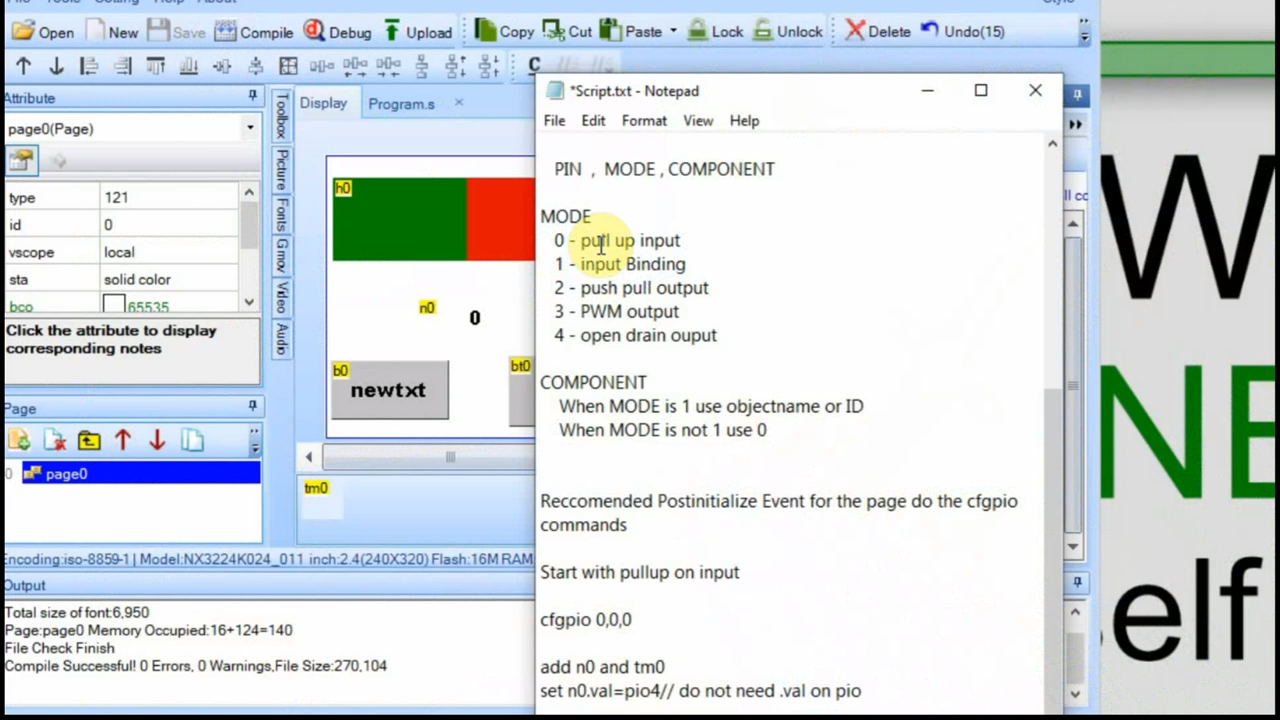 File Tools Setting Help About
Style
Open New Save Compile Debug Upload Copy Cut Paste Lock Unlock Delete Undo(15)
Attribute
page0(Page)
type 121
id 0
vscope local
sta solid color
bco 65535
Click the attribute to display
corresponding notes
Page
0 page0
Toolbox
Picture
Fonts
Gmov
Video
Audio
Display
Program.s
h0
n0
0
b0
newtxt
bt0
tm0
Encoding:iso-8859-1 | Model:NX3224K024_011 inch:2.4(240X320) Flash:16M RAM:
Output
Total size of font:6,950
Page:page0 Memory Occupied:16+124=140
File Check Finish
Compile Successful! 0 Errors, 0 Warnings,File Size:270,104
*Script.txt - Notepad
File Edit Format View Help
PIN , MODE , COMPONENT
MODE
0 - pull up input
1 - input Binding
2 - push pull output
3 - PWM output
4 - open drain ouput
COMPONENT
When MODE is 1 use objectname or ID
When MODE is not 1 use 0
Reccomended Postinitialize Event for the page do the cfgpio
commands
Start with pullup on input
cfgpio 0,0,0
add n0 and tm0
set n0.val=pio4// do not need .val on pio
W
NE
self